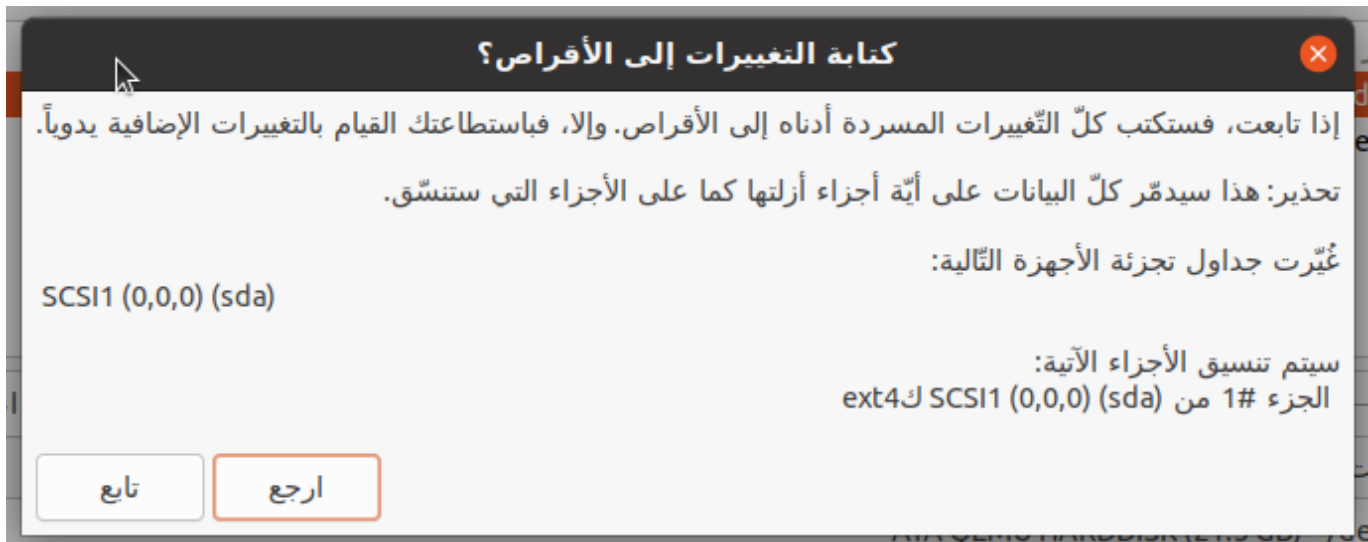 كتابة التغييرات إلى الأقراص؟
إذا تابعت، فستكتب كلّ التّغييرات المسردة أدناه إلى الأقراص. وإلا، فباستطاعتك القيام بالتغييرات الإضافية يدوياً.
تحذير: هذا سيدمّر كلّ البيانات على أيّة أجزاء أزلتها كما على الأجزاء التي ستنسّق.
غُيّرت جداول تجزئة الأجهزة التّالية:
SCSI1 (0,0,0) (sda)
سيتم تنسيق الأجزاء الآتية:
الجزء #1 من SCSI1 (0,0,0) (sda) كext4
ارجع
تابع